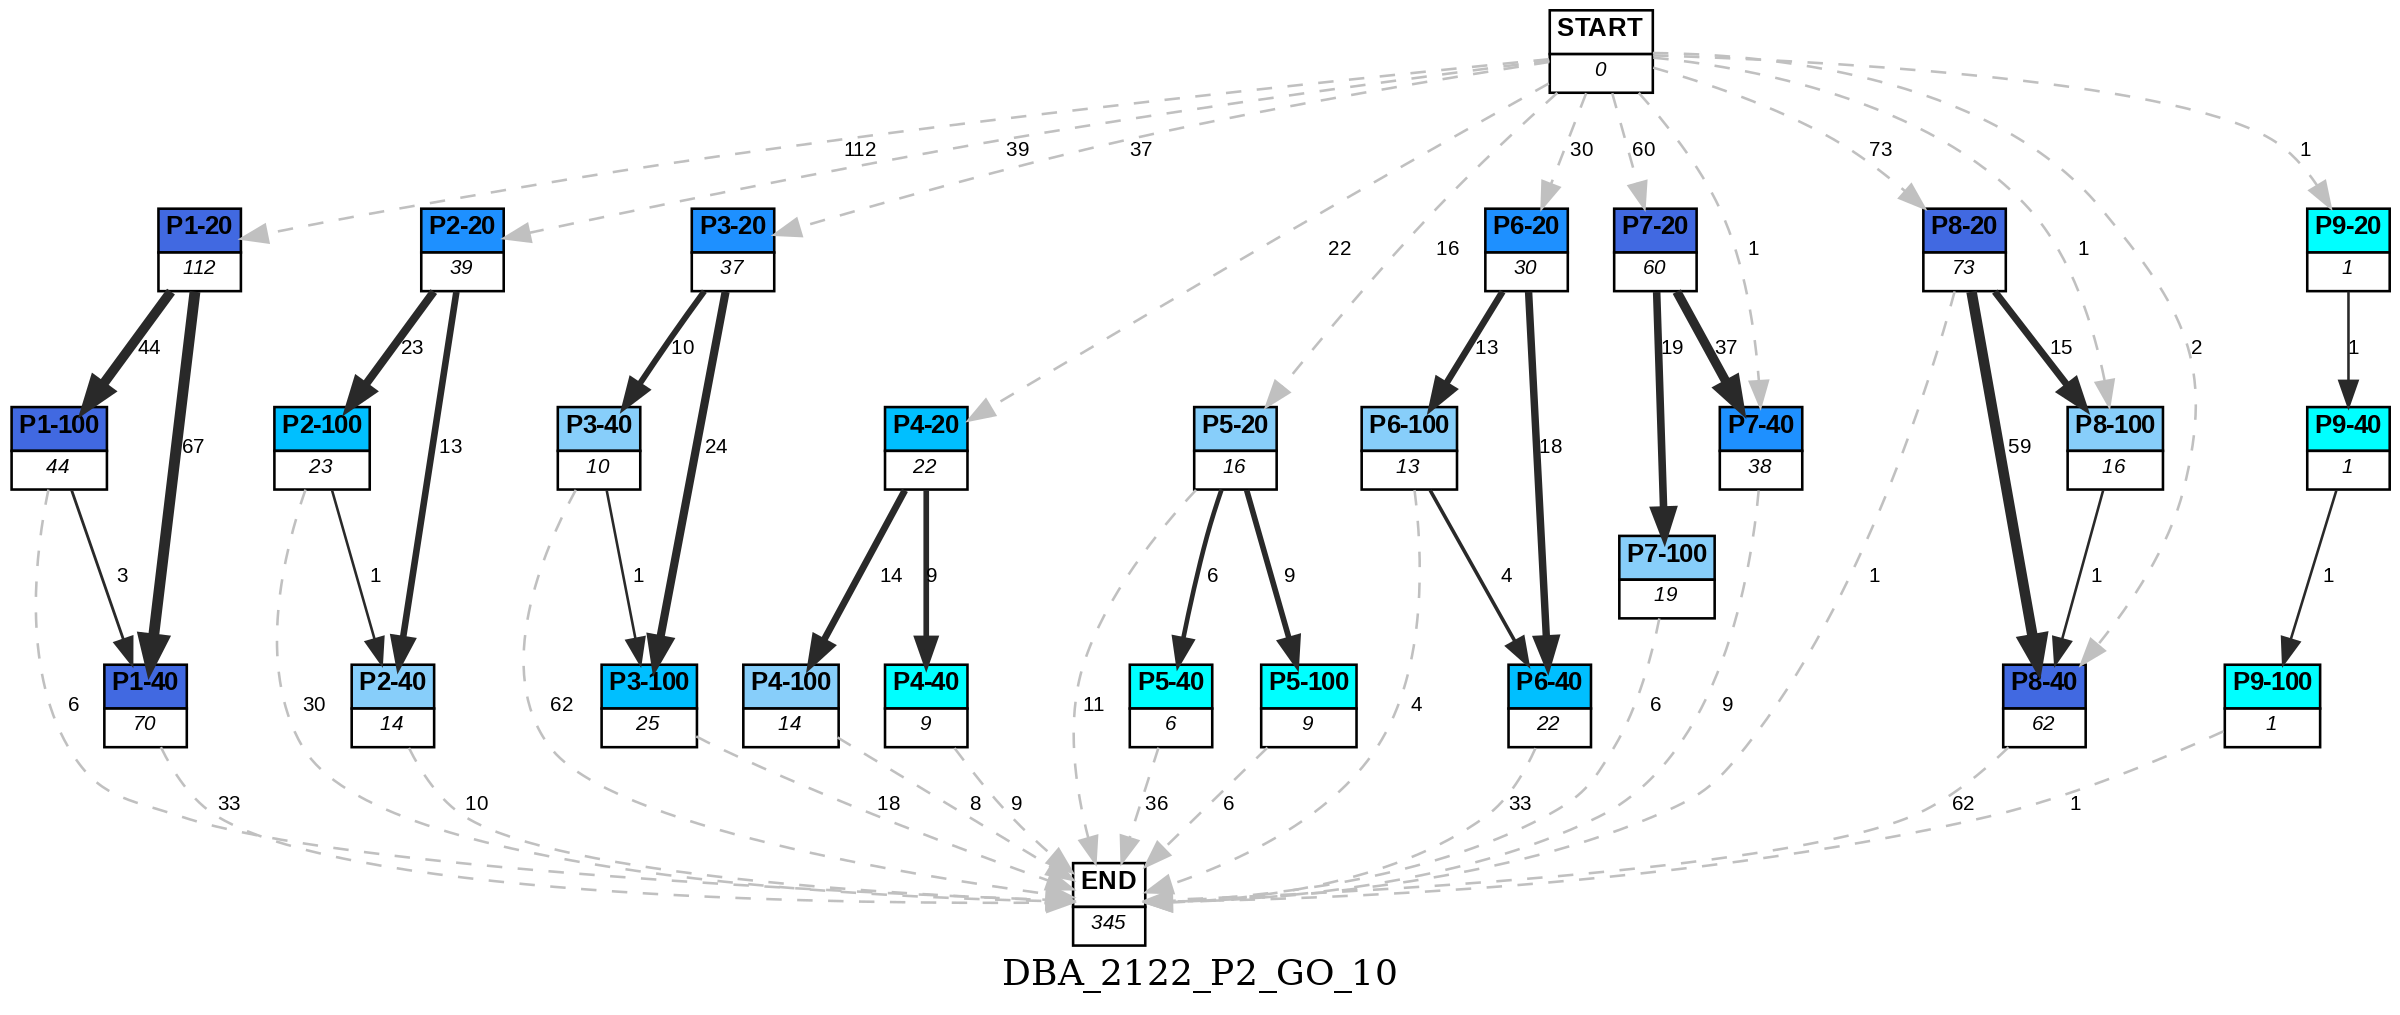 START
0
112
39
37
30
60
73
1
P1-20
112
P2-20
39
P3-20
37
22
16
P6-20
30
P7-20
60
1
P8-20
73
1
P9-20
1
44
23
10
13
19
37
15
2
1
P1-100
44
67
P2-100
23
13
P3-40
10
24
P4-20
22
P5-20
16
P6-100
13
18
P7-40
38
59
P8-100
16
P9-40
1
3
1
1
14
9
6
9
4
P7-100
19
1
1
1
6
P1-40
70
30
P2-40
14
62
P3-100
25
P4-100
14
P4-40
9
11
P5-40
6
P5-100
9
4
P6-40
22
6
9
P8-40
62
P9-100
1
33
10
18
8
9
36
6
33
62
1
END
345
DBA_2122_P2_GO_10